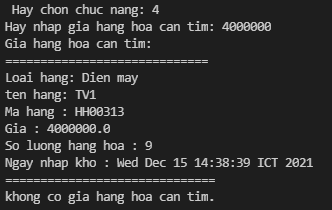 Hay chon chuc nang: 4
Hay nhap gia hang hoa can tim: 4000000
Gia hang hoa can tim:
=============================
Loai hang: Dien may
ten hang: TV1
Ma hang : HH00313
Gia : 4000000.0
So luong hang hoa : 9
Ngay nhap kho : Wed Dec 15 14:38:39 ICT 2021
==============================
khong co gia hang hoa can tim.